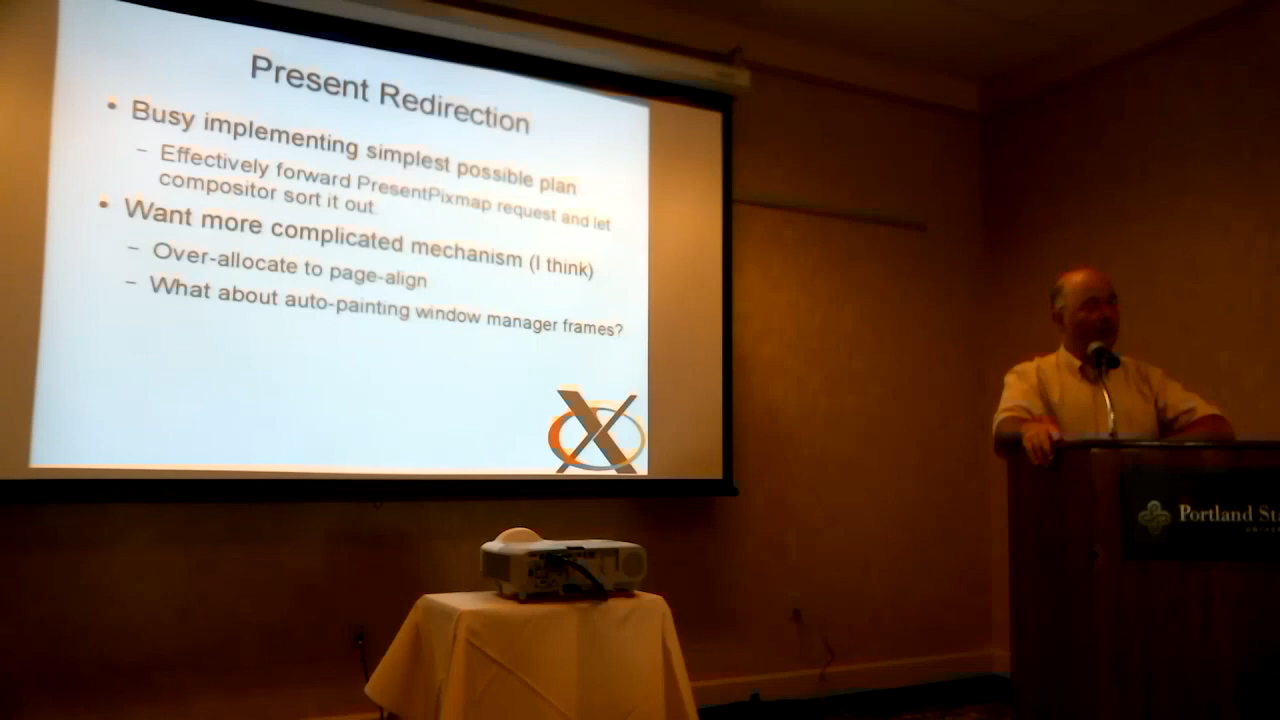 Present Redirection
• Busy implementing simplest possible plan
– Effectively forward PresentPixmap request and let
compositor sort it out.
• Want more complicated mechanism (I think)
– Over-allocate to page-align
– What about auto-painting window manager frames?
X
Portland Sta